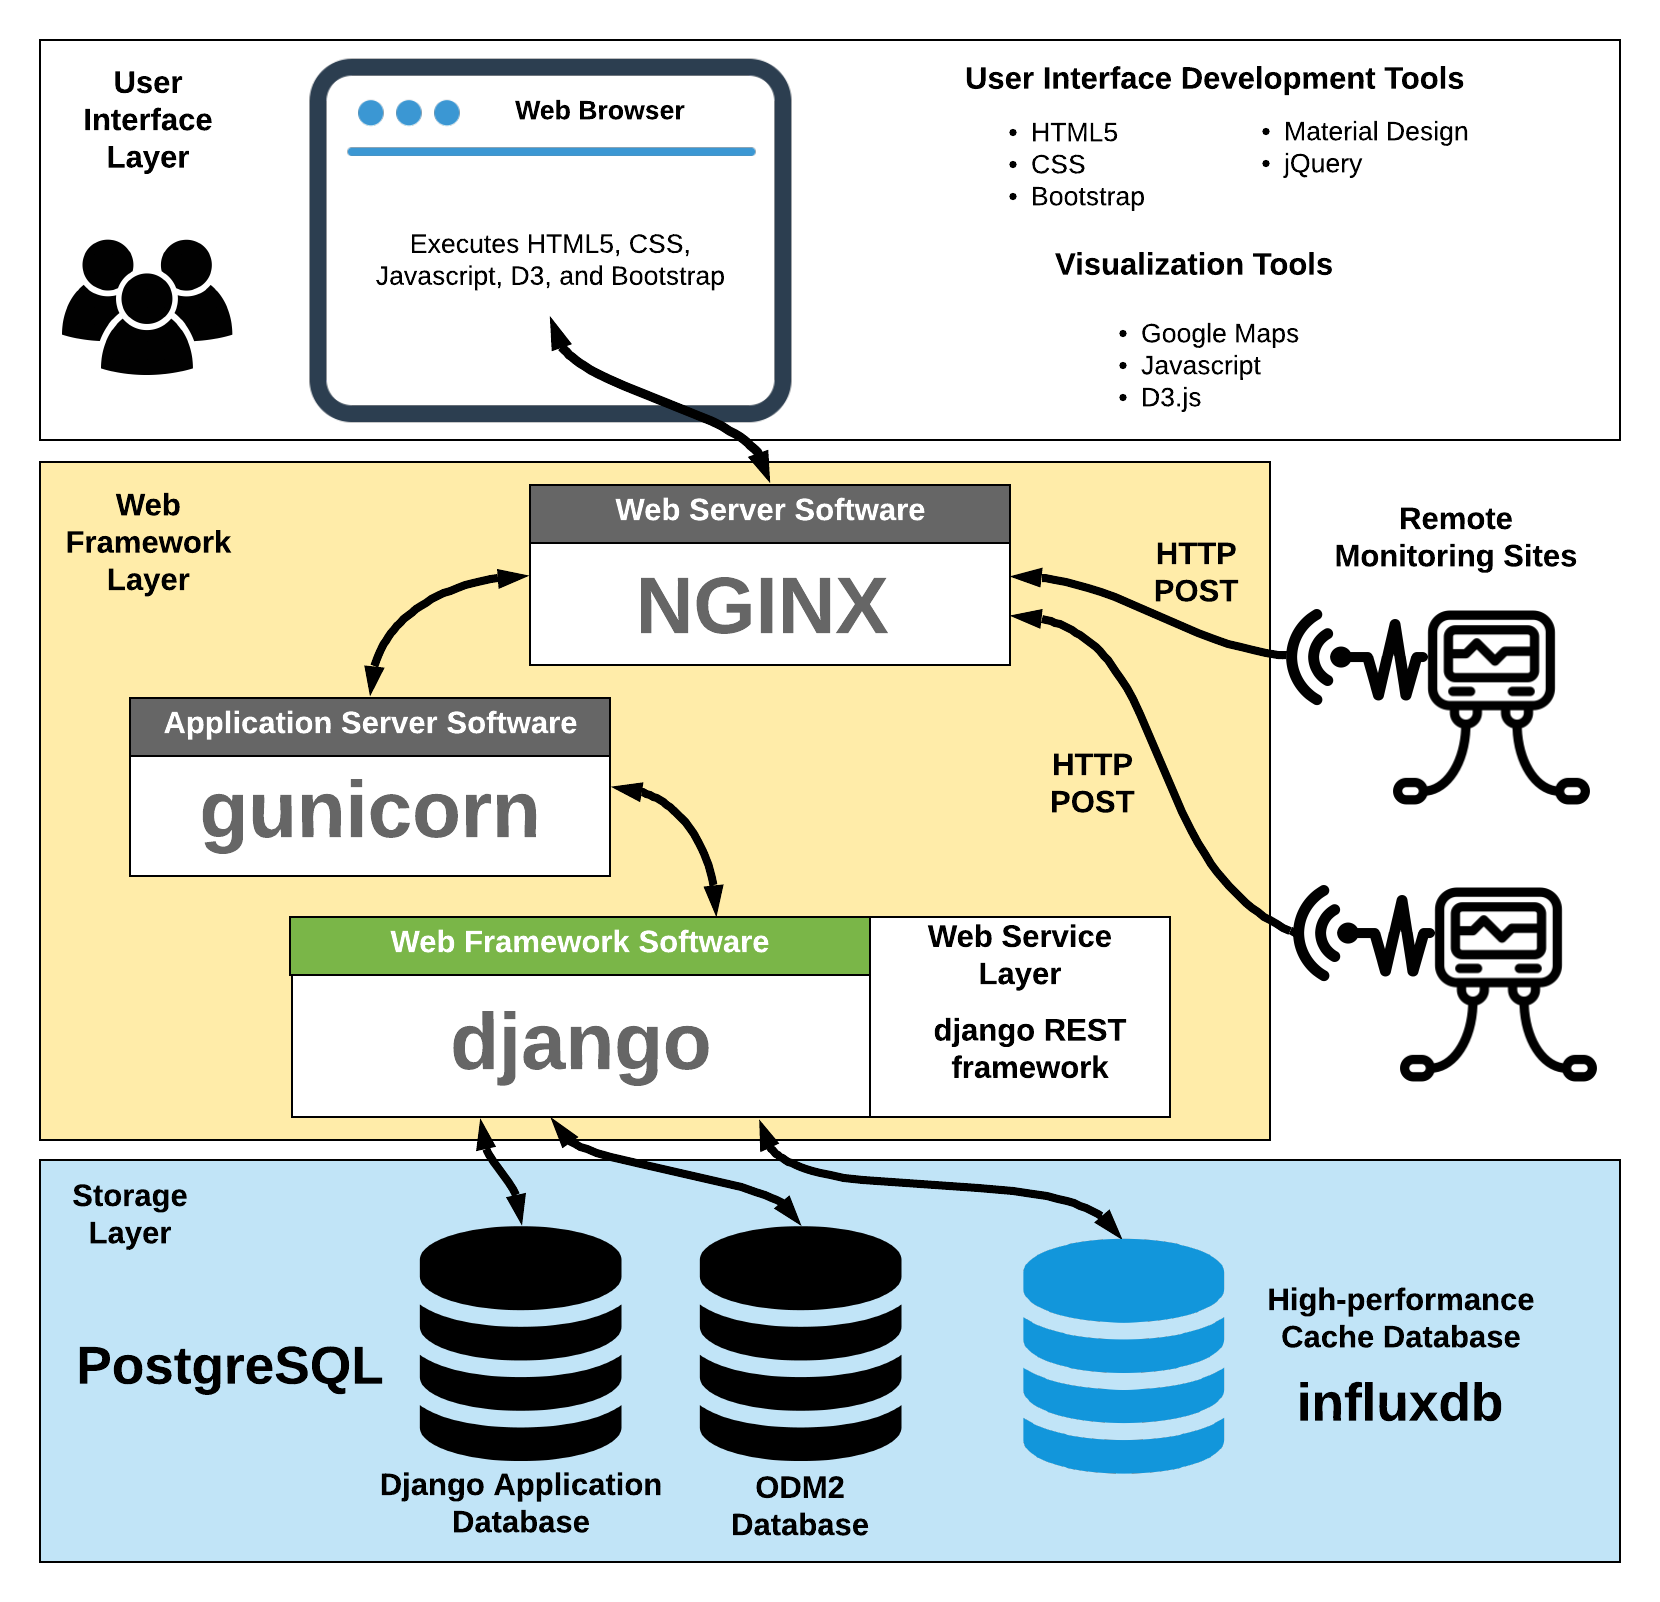 User
Interface
Layer
Web Browser
Executes HTML5, CSS,
Javascript, D3, and Bootstrap
User Interface Development Tools
• HTML5
• CSS
• Bootstrap
• Material Design
• jQuery
Visualization Tools
• Google Maps
• Javascript
• D3.js
Web
Framework
Layer
Web Server Software
NGINX
HTTP
POST
Remote
Monitoring Sites
Application Server Software
gunicorn
HTTP
POST
Web Framework Software
django
Web Service
Layer
django REST
framework
Storage
Layer
PostgreSQL
Django Application
Database
ODM2
Database
High-performance
Cache Database
influxdb